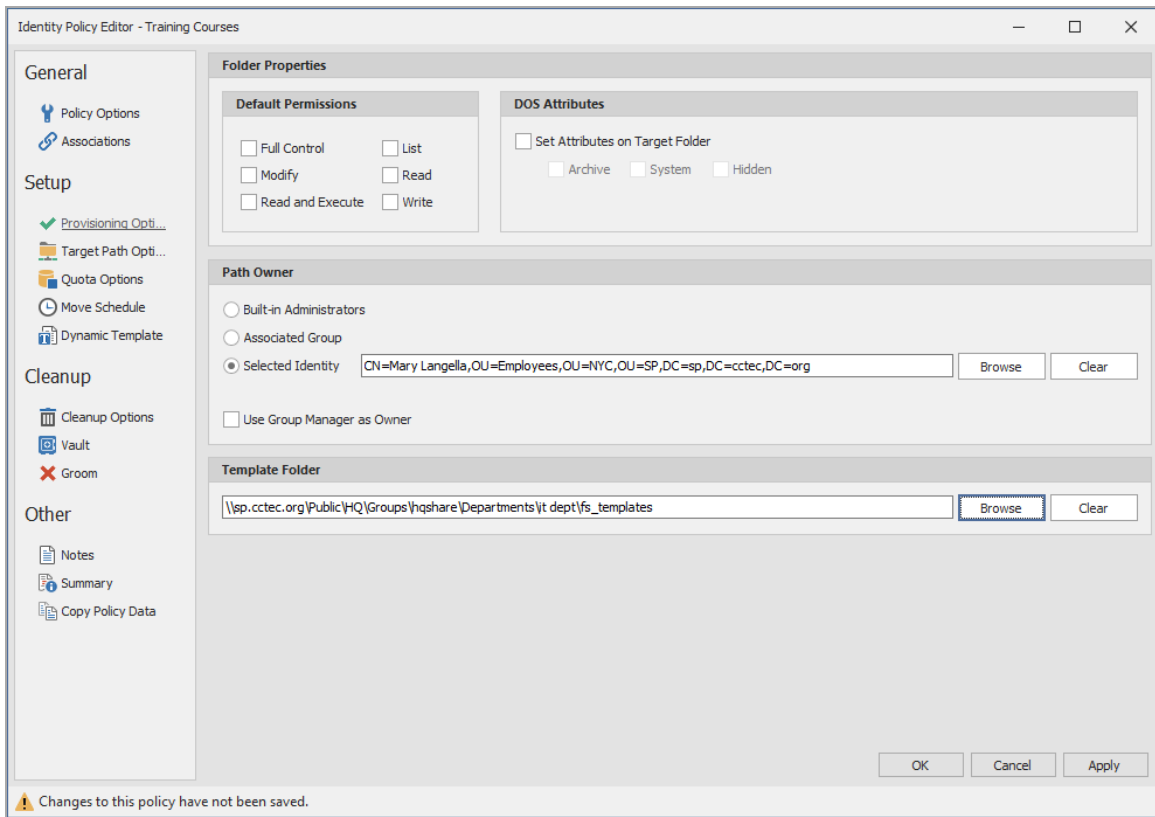 Identity Policy Editor - Training Courses
General
Policy Options
Associations
Setup
Provisioning Opti...
Target Path Opti...
Quota Options
Move Schedule
Dynamic Template
Cleanup
Cleanup Options
Vault
Groom
Other
Notes
Summary
Copy Policy Data
Folder Properties
Default Permissions
Full Control
List
Modify
Read
Read and Execute
Write
DOS Attributes
Set Attributes on Target Folder
Archive
System
Hidden
Path Owner
Built-in Administrators
Associated Group
Selected Identity
CN=Mary Langella,OU=Employees,OU=NYC,OU=SP,DC=sp,DC=cctec,DC=org
Browse
Clear
Use Group Manager as Owner
Template Folder
\\sp.cctec.org\Public\HQ\Groups\hqshare\Departments\it dept\fs_templates
Browse
Clear
OK
Cancel
Apply
Changes to this policy have not been saved.